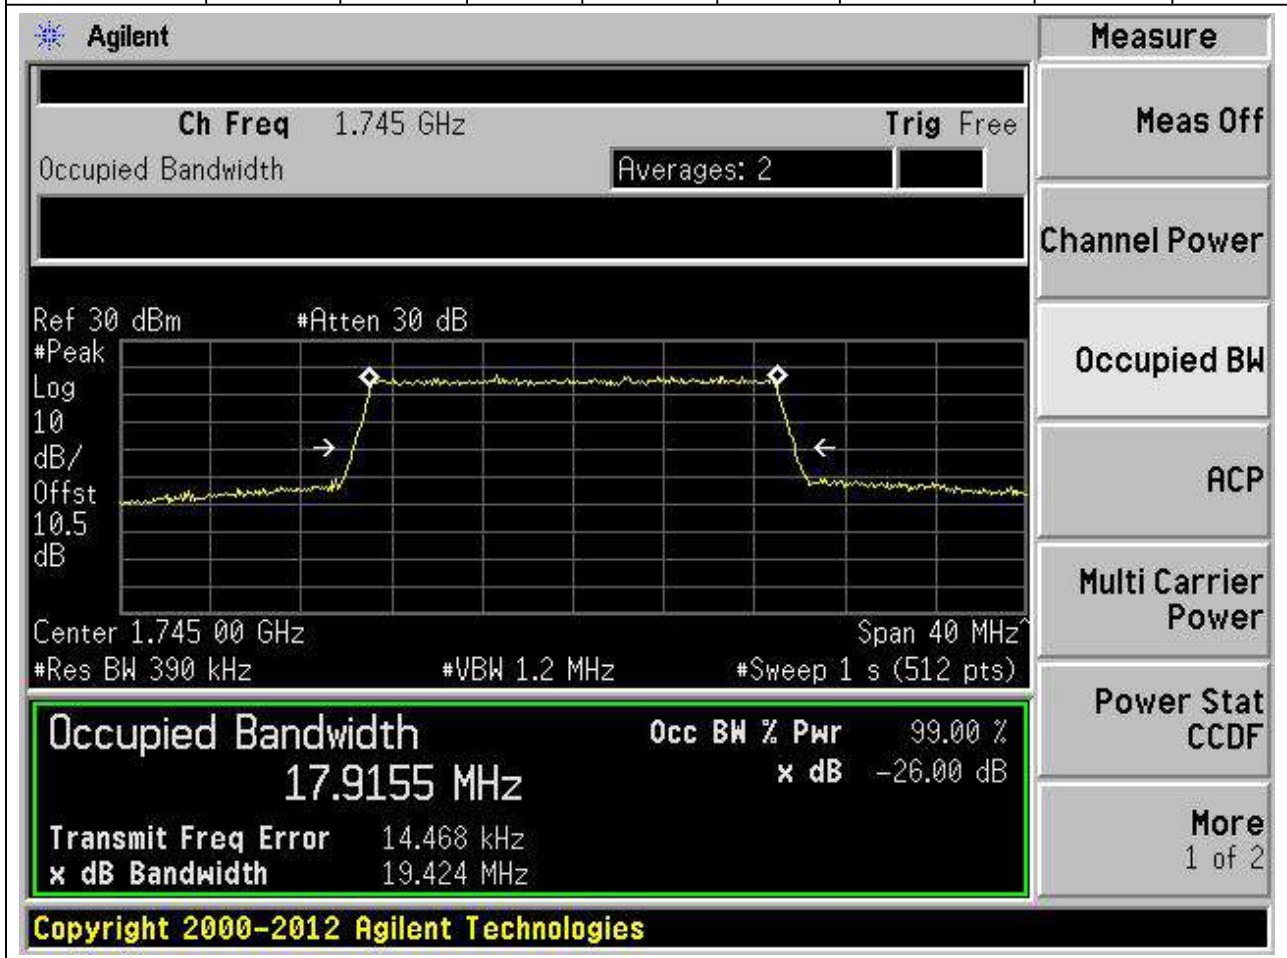 Agilent
Measure
Ch Freq 1.745 GHz Trig Free
Meas Off
Occupied Bandwidth Averages: 2
Channel Power
Ref 30 dBm #Atten 30 dB
#Peak
Log
10
dB/
Offst
10.5
dB
Occupied BW
ACP
Multi Carrier
Power
Center 1.745 00 GHz Span 40 MHz^
#Res BW 390 kHz #VBW 1.2 MHz #Sweep 1 s (512 pts)
Power Stat
CCDF
Occupied Bandwidth Occ BW % Pwr 99.00 %
17.9155 MHz x dB -26.00 dB
Transmit Freq Error 14.468 kHz
x dB Bandwidth 19.424 MHz
More
1 of 2
Copyright 2000-2012 Agilent Technologies